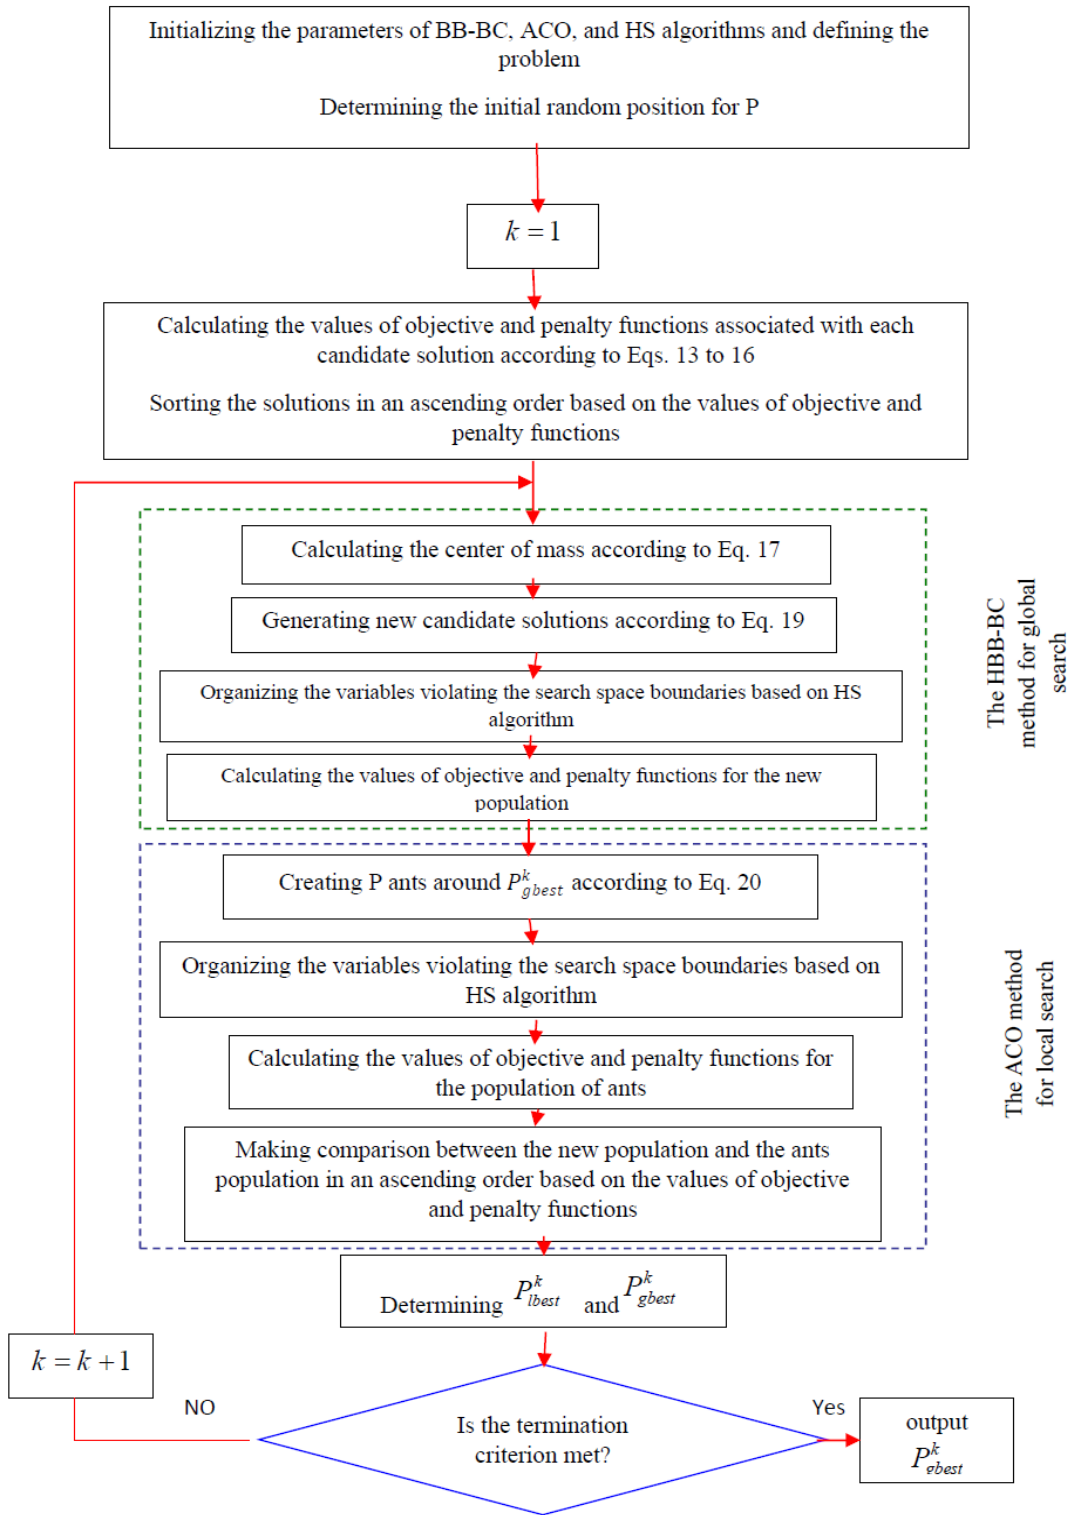 Initializing the parameters of BB-BC, ACO, and HS algorithms and defining the
problem
Determining the initial random position for P
k = 1
Calculating the values of objective and penalty functions associated with each
candidate solution according to Eqs. 13 to 16
Sorting the solutions in an ascending order based on the values of objective and
penalty functions
Calculating the center of mass according to Eq. 17
Generating new candidate solutions according to Eq. 19
Organizing the variables violating the search space boundaries based on HS
algorithm
Calculating the values of objective and penalty functions for the new
population
The HBB-BC
method for global
search
Creating P ants around $P_{gbest}^{k}$ according to Eq. 20
Organizing the variables violating the search space boundaries based on
HS algorithm
Calculating the values of objective and penalty functions for
the population of ants
Making comparison between the new population and the ants
population in an ascending order based on the values of objective
and penalty functions
The ACO method
for local search
Determining $P_{lbest}^{k}$ and $P_{gbest}^{k}$
k = k + 1
NO
Is the termination
criterion met?
Yes
output
$P_{gbest}^{k}$